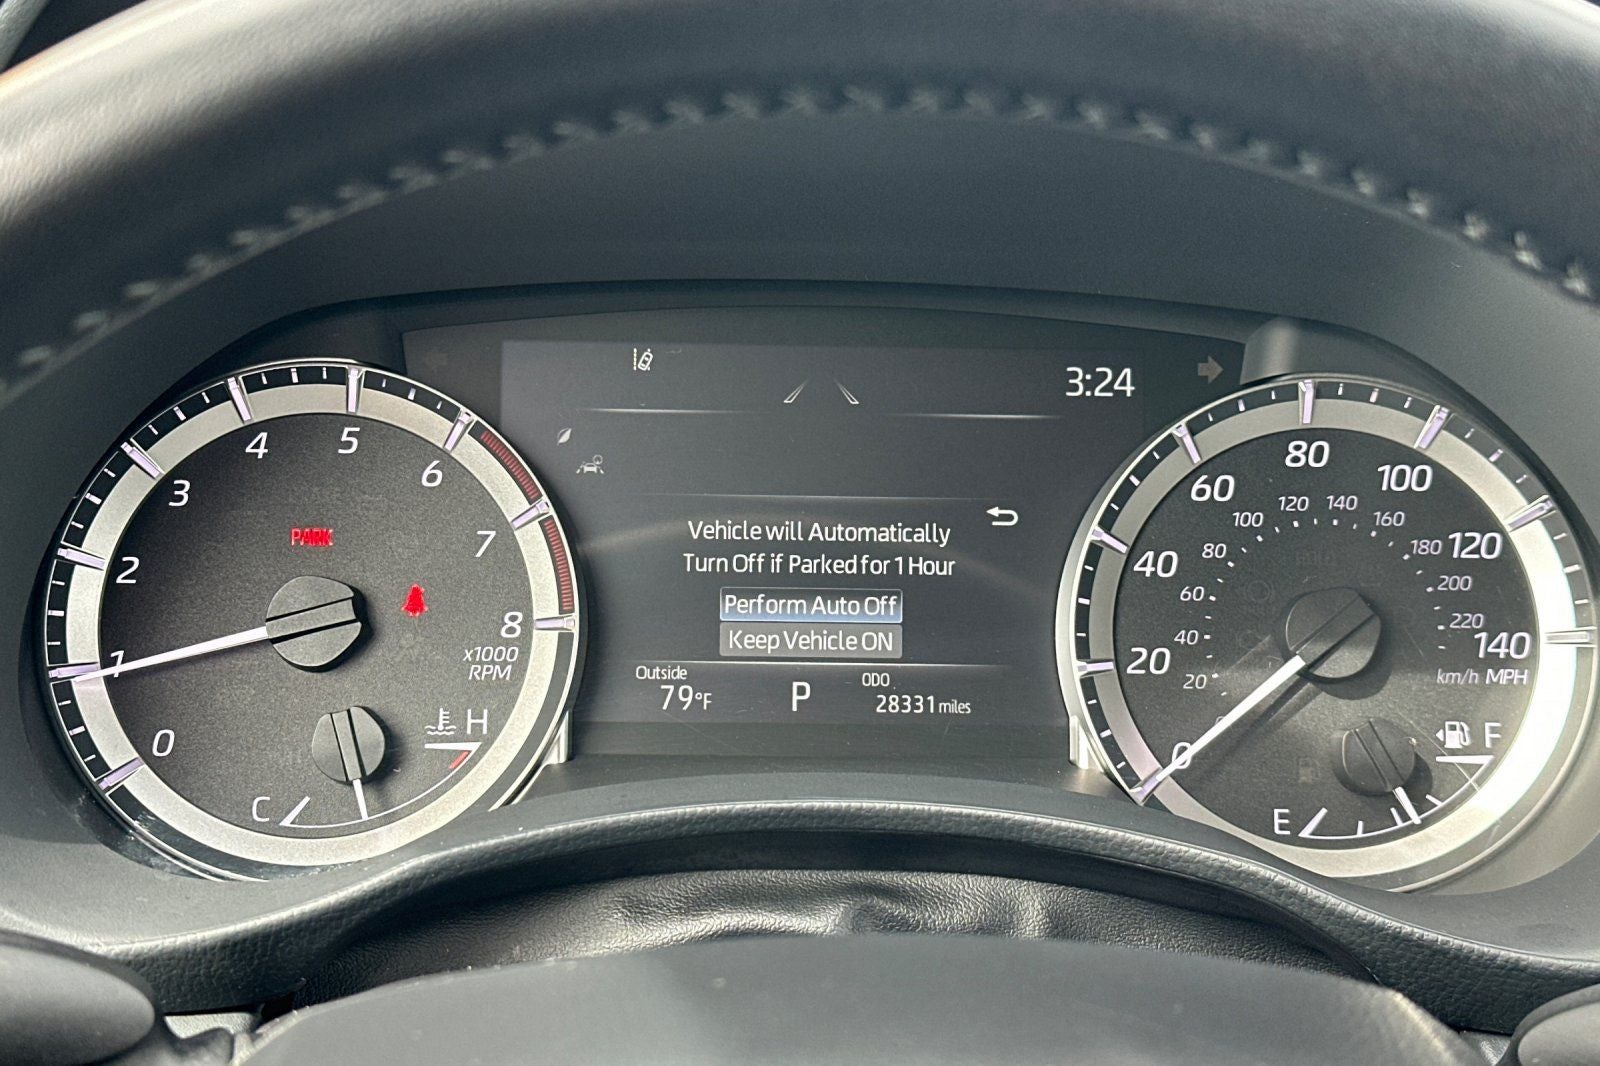 3:24
5
4
6
3
PARK
7
2
8
x1000
RPM
1
0
H
C
Vehicle will Automatically
Turn Off if Parked for 1 Hour
Perform Auto Off
Keep Vehicle ON
Outside
79°F
P
ODO
28331 miles
80
100
60
120
140
100
160
120
80
180
40
60
200
220
40
140
20
20
km/h MPH
0
F
E